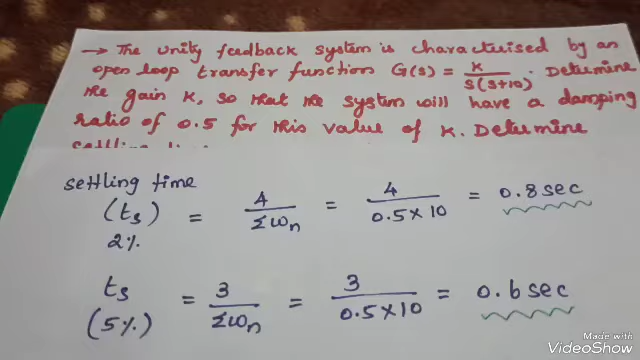 → The unity feedback system is characterised by an
open loop transfer function G(s) = K / s(s+10) . Determine
the gain K, so that the system will have a damping
ratio of 0.5 for this value of K. Determine
settling time
(ts) 2% = 4 / Σωn = 4 / 0.5 × 10 = 0.8 sec
ts (5%) = 3 / Σωn = 3 / 0.5 × 10 = 0.6 sec
Made with
VideoShow